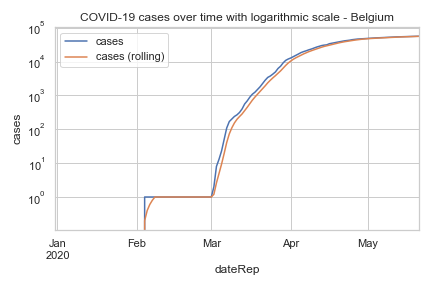 COVID-19 cases over time with logarithmic scale - Belgium
cases
cases (rolling)
10^5
10^4
10^3
10^2
10^1
10^0
cases
Jan
2020
Feb
Mar
Apr
May
dateRep